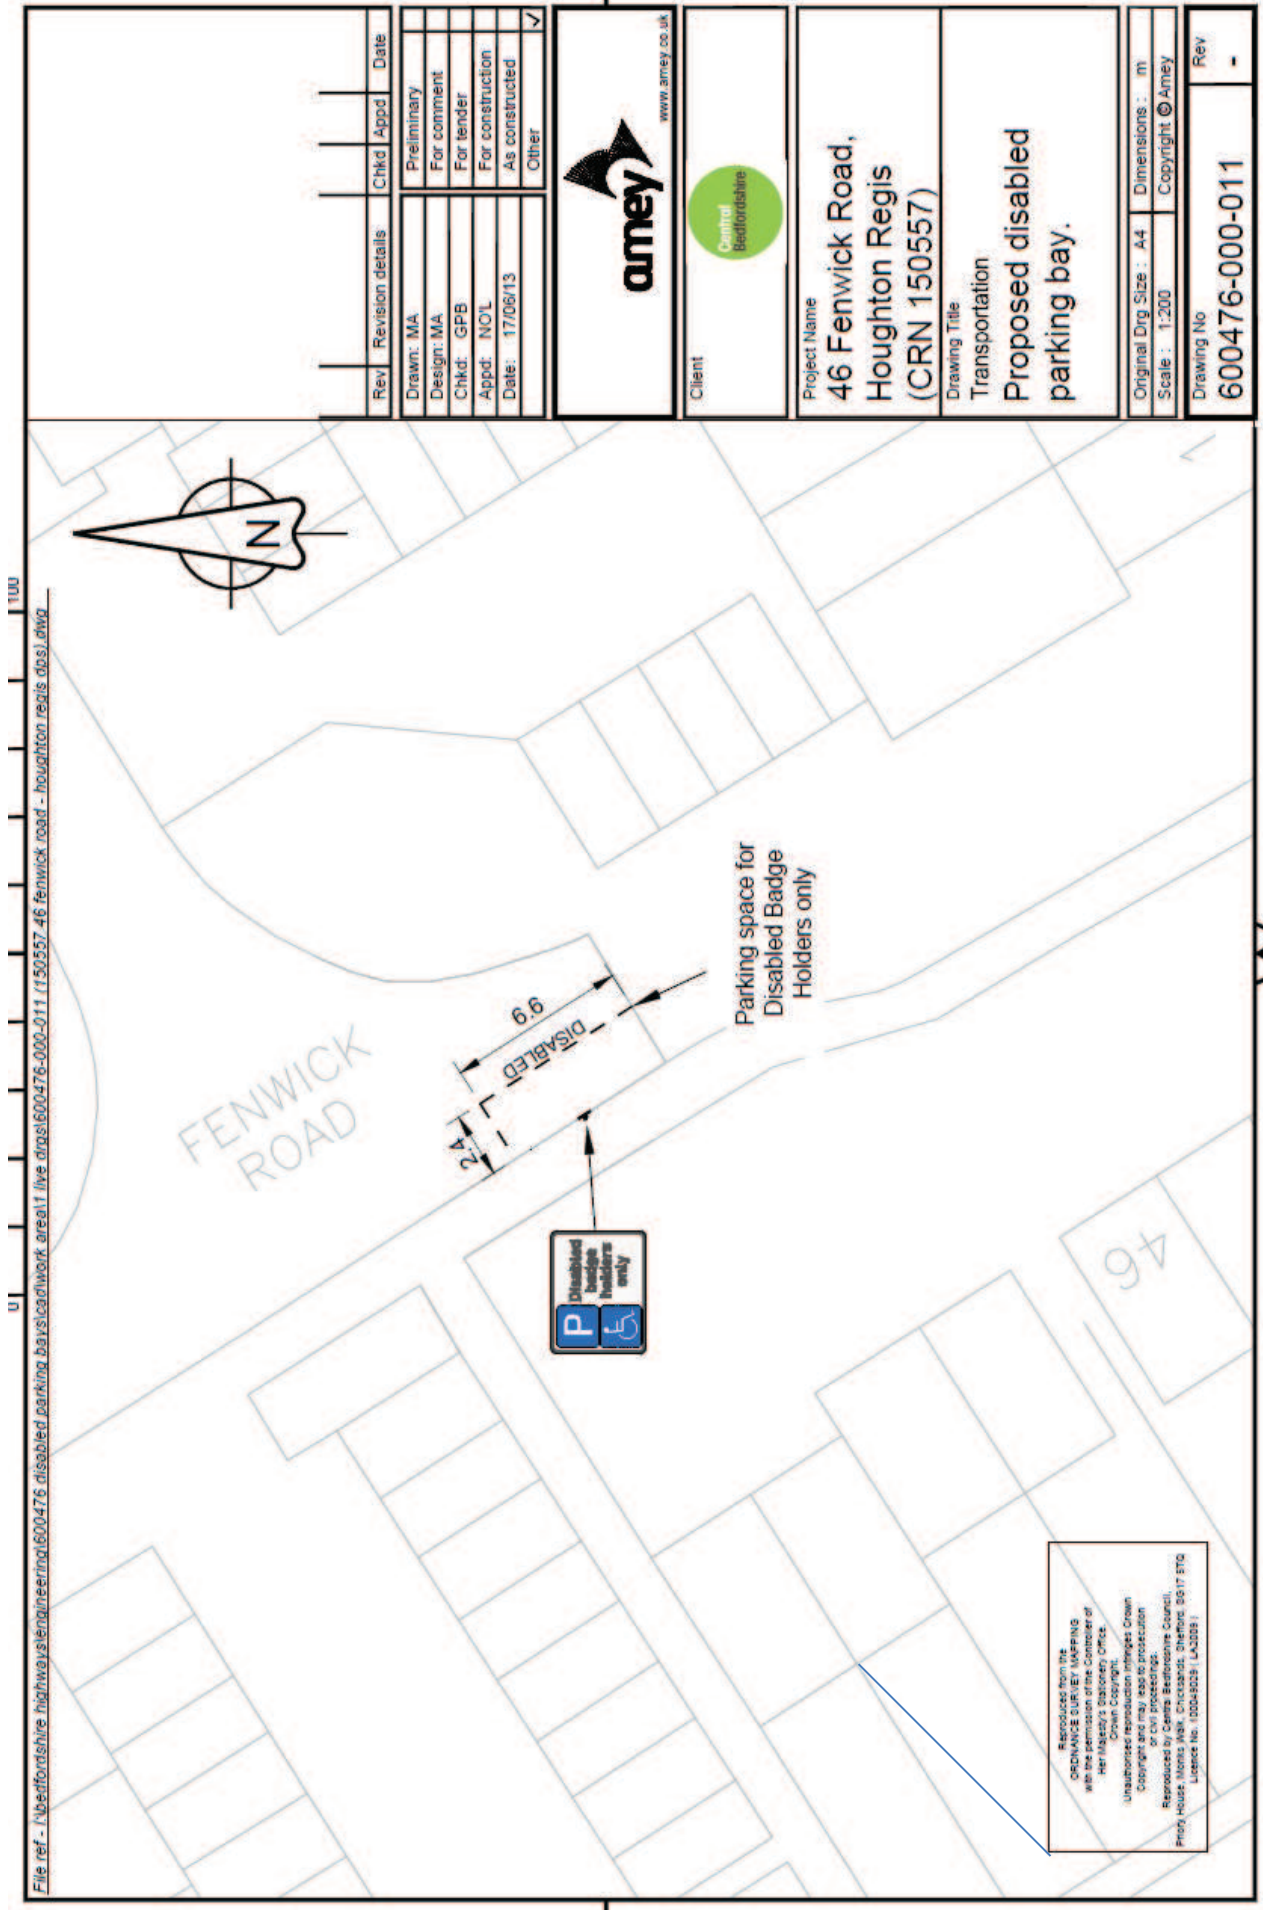 File ref - I:\bedfordshire highways\engineering\600476 disabled parking bays\cad\work area\1 live drgs\600476-000-011 (150557 46 fenwick road - houghton regis dps).dwg
0
100
FENWICK
ROAD
N
2.4
6.6
DISABLED
P Disabled
badge
holders
only
Parking space for
Disabled Badge
Holders only
46
Reproduced from the
ORDNANCE SURVEY MAPPING
with the permission of the Controller of
Her Majesty's Stationery Office.
Crown Copyright.
Unauthorised reproduction infringes Crown
Copyright and may lead to prosecution
or civil proceedings.
Reproduced by Central Bedfordshire Council,
Priory House, Monks Walk, Chicksands, Shefford, SG17 5TQ
Licence No. 100049029 ( LA2009 )
Rev Revision details Chkd Appd Date
Drawn: MA
Design: MA
Chkd: GPB
Appd: NO'L
Date: 17/06/13
Preliminary
For comment
For tender
For construction
As constructed
Other ✓
amey
www.amey.co.uk
Client
Central
Bedfordshire
Project Name
46 Fenwick Road,
Houghton Regis
(CRN 150557)
Drawing Title
Transportation
Proposed disabled
parking bay.
Original Drg Size : A4 Dimensions : m
Scale : 1:200 Copyright © Amey
Drawing No Rev
600476-000-011 -